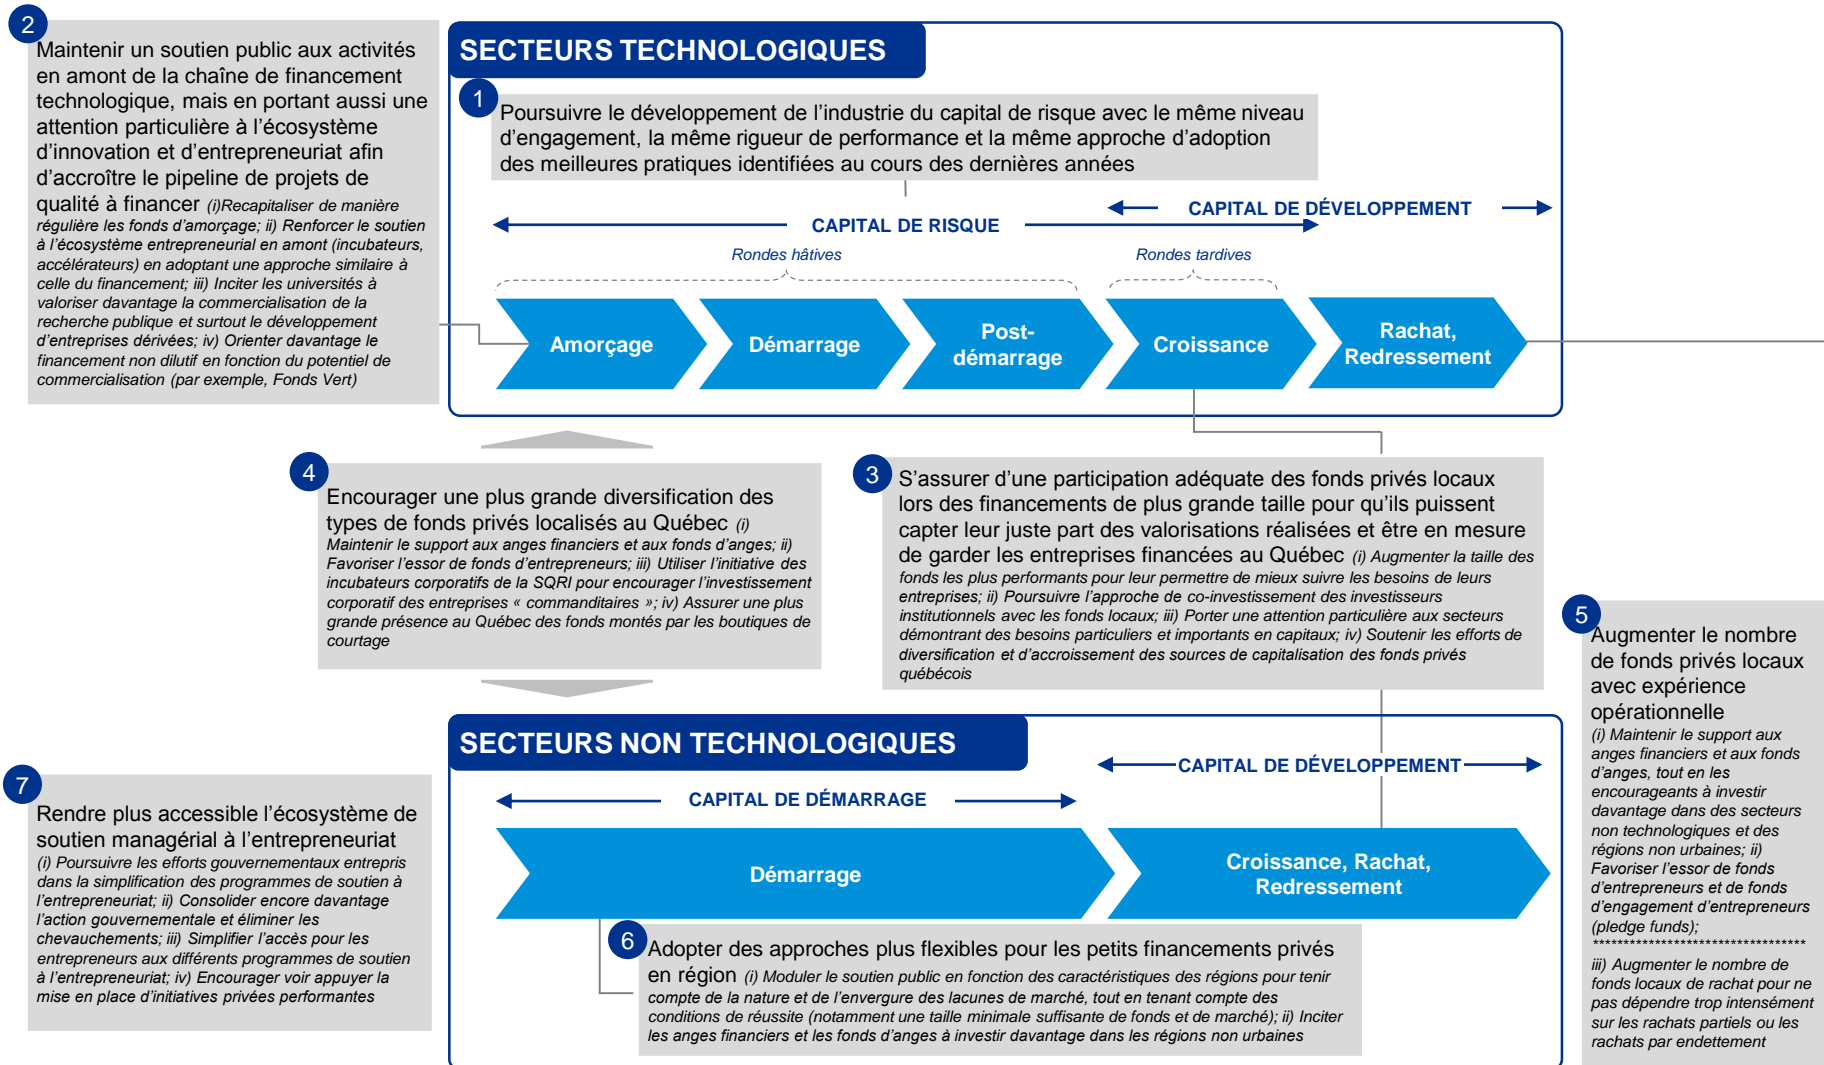 2
Maintenir un soutien public aux activités
en amont de la chaîne de financement
technologique, mais en portant aussi une
attention particulière à l'écosystème
d'innovation et d'entrepreneuriat afin
d'accroître le pipeline de projets de
qualité à financer (i)Recapitaliser de manière
régulière les fonds d'amorçage; ii) Renforcer le soutien
à l'écosystème entrepreneurial en amont (incubateurs,
accélérateurs) en adoptant une approche similaire à
celle du financement; iii) Inciter les universités à
valoriser davantage la commercialisation de la
recherche publique et surtout le développement
d'entreprises dérivées; iv) Orienter davantage le
financement non dilutif en fonction du potentiel de
commercialisation (par exemple, Fonds Vert)
SECTEURS TECHNOLOGIQUES
1
Poursuivre le développement de l'industrie du capital de risque avec le même niveau
d'engagement, la même rigueur de performance et la même approche d'adoption
des meilleures pratiques identifiées au cours des dernières années
CAPITAL DE DÉVELOPPEMENT
CAPITAL DE RISQUE
Rondes hâtives
Rondes tardives
Amorçage
Démarrage
Post-
démarrage
Croissance
Rachat,
Redressement
4
Encourager une plus grande diversification des
types de fonds privés localisés au Québec (i)
Maintenir le support aux anges financiers et aux fonds d'anges; ii)
Favoriser l'essor de fonds d'entrepreneurs; iii) Utiliser l'initiative des
incubateurs corporatifs de la SQRI pour encourager l'investissement
corporatif des entreprises « commanditaires »; iv) Assurer une plus
grande présence au Québec des fonds montés par les boutiques de
courtage
3
S'assurer d'une participation adéquate des fonds privés locaux
lors des financements de plus grande taille pour qu'ils puissent
capter leur juste part des valorisations réalisées et être en mesure
de garder les entreprises financées au Québec (i) Augmenter la taille des
fonds les plus performants pour leur permettre de mieux suivre les besoins de leurs
entreprises; ii) Poursuivre l'approche de co-investissement des investisseurs
institutionnels avec les fonds locaux; iii) Porter une attention particulière aux secteurs
démontrant des besoins particuliers et importants en capitaux; iv) Soutenir les efforts de
diversification et d'accroissement des sources de capitalisation des fonds privés
québécois
5
Augmenter le nombre
de fonds privés locaux
avec expérience
opérationnelle
(i) Maintenir le support aux
anges financiers et aux fonds
d'anges, tout en les
encourageants à investir
davantage dans des secteurs
non technologiques et des
régions non urbaines; ii)
Favoriser l'essor de fonds
d'entrepreneurs et de fonds
d'engagement d'entrepreneurs
(pledge funds);
***********************************
iii) Augmenter le nombre de
fonds locaux de rachat pour ne
pas dépendre trop intensément
sur les rachats partiels ou les
rachats par endettement
SECTEURS NON TECHNOLOGIQUES
CAPITAL DE DÉVELOPPEMENT
CAPITAL DE DÉMARRAGE
Démarrage
Croissance, Rachat,
Redressement
7
Rendre plus accessible l'écosystème de
soutien managérial à l'entrepreneuriat
(i) Poursuivre les efforts gouvernementaux entrepris
dans la simplification des programmes de soutien à
l'entrepreneuriat; ii) Consolider encore davantage
l'action gouvernementale et éliminer les
chevauchements; iii) Simplifier l'accès pour les
entrepreneurs aux différents programmes de soutien
à l'entrepreneuriat; iv) Encourager voir appuyer la
mise en place d'initiatives privées performantes
6
Adopter des approches plus flexibles pour les petits financements privés
en région (i) Moduler le soutien public en fonction des caractéristiques des régions pour tenir
compte de la nature et de l'envergure des lacunes de marché, tout en tenant compte des
conditions de réussite (notamment une taille minimale suffisante de fonds et de marché); ii) Inciter
les anges financiers et les fonds d'anges à investir davantage dans les régions non urbaines